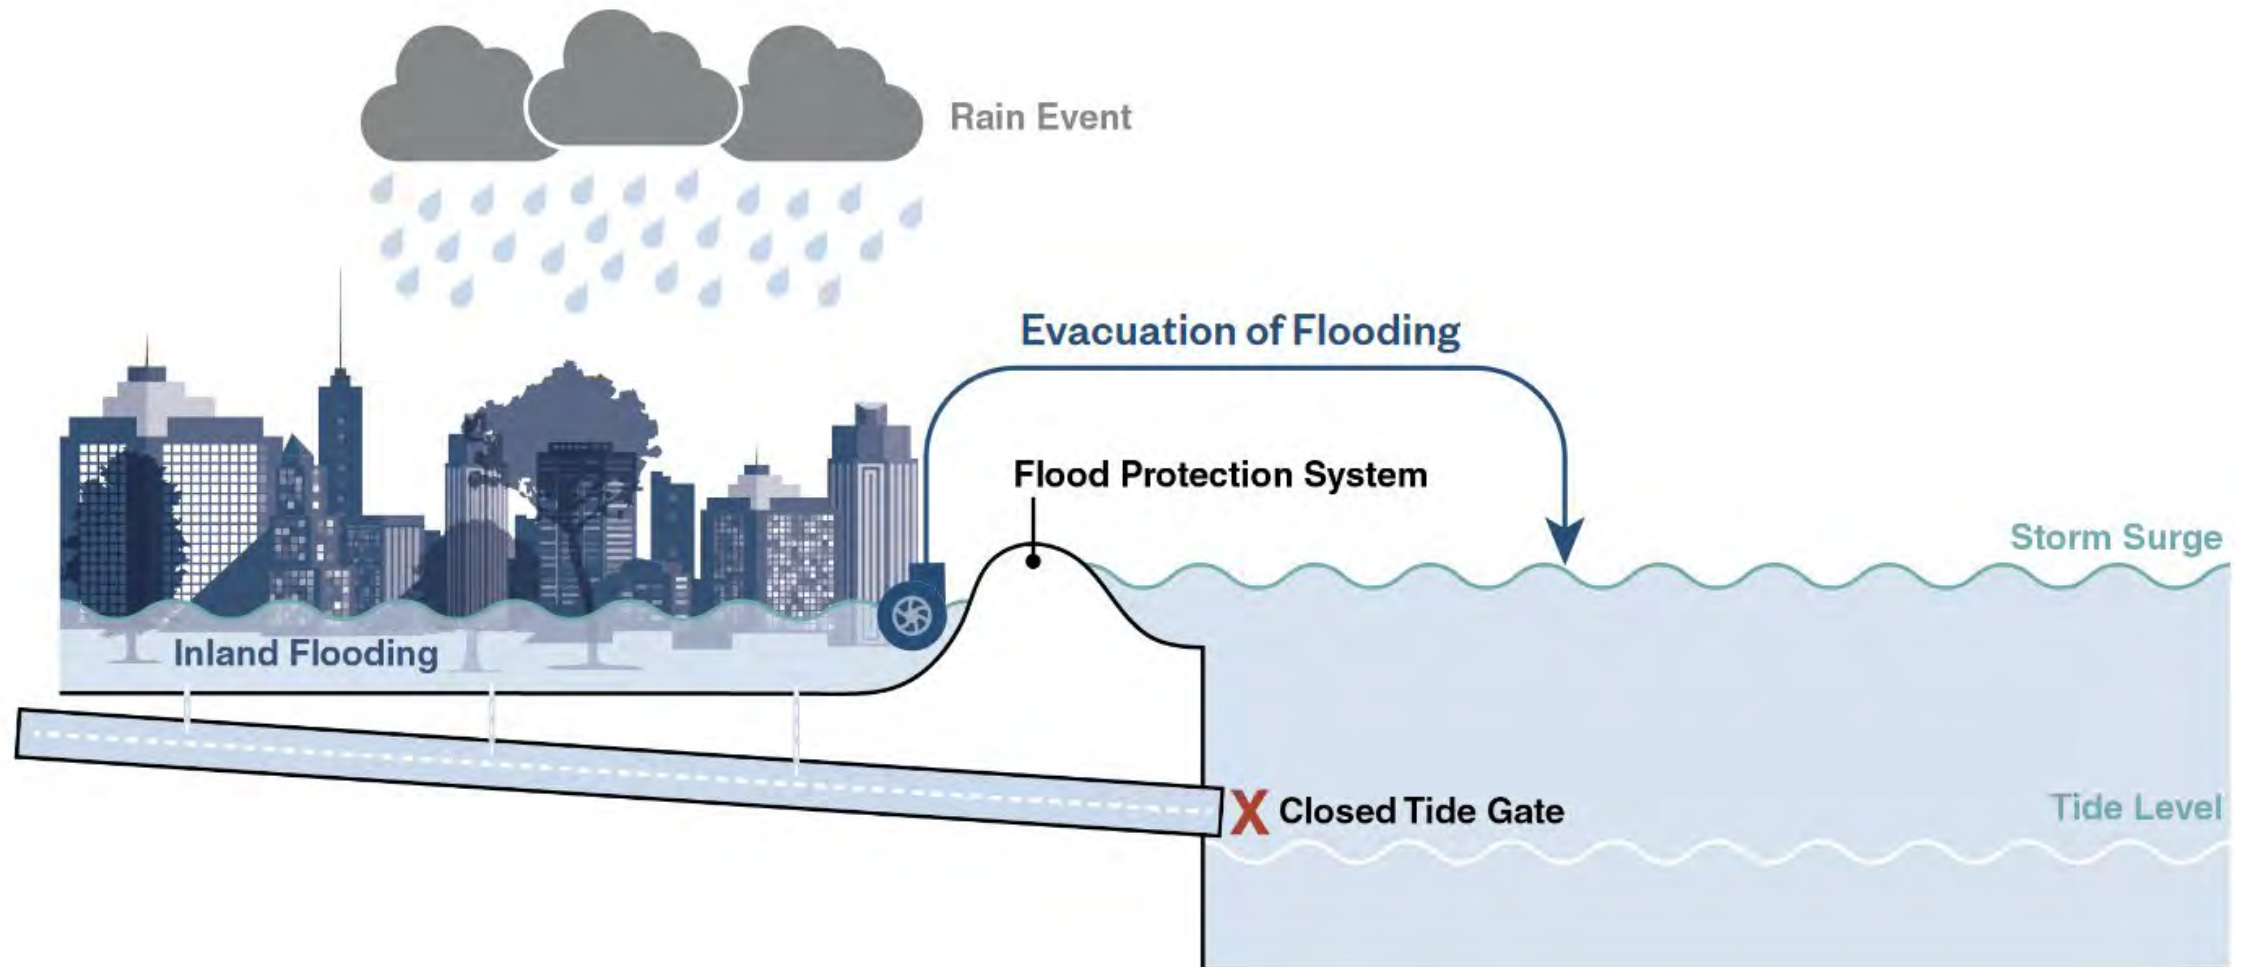 Rain Event
Evacuation of Flooding
Flood Protection System
Storm Surge
Inland Flooding
Tide Level
X Closed Tide Gate